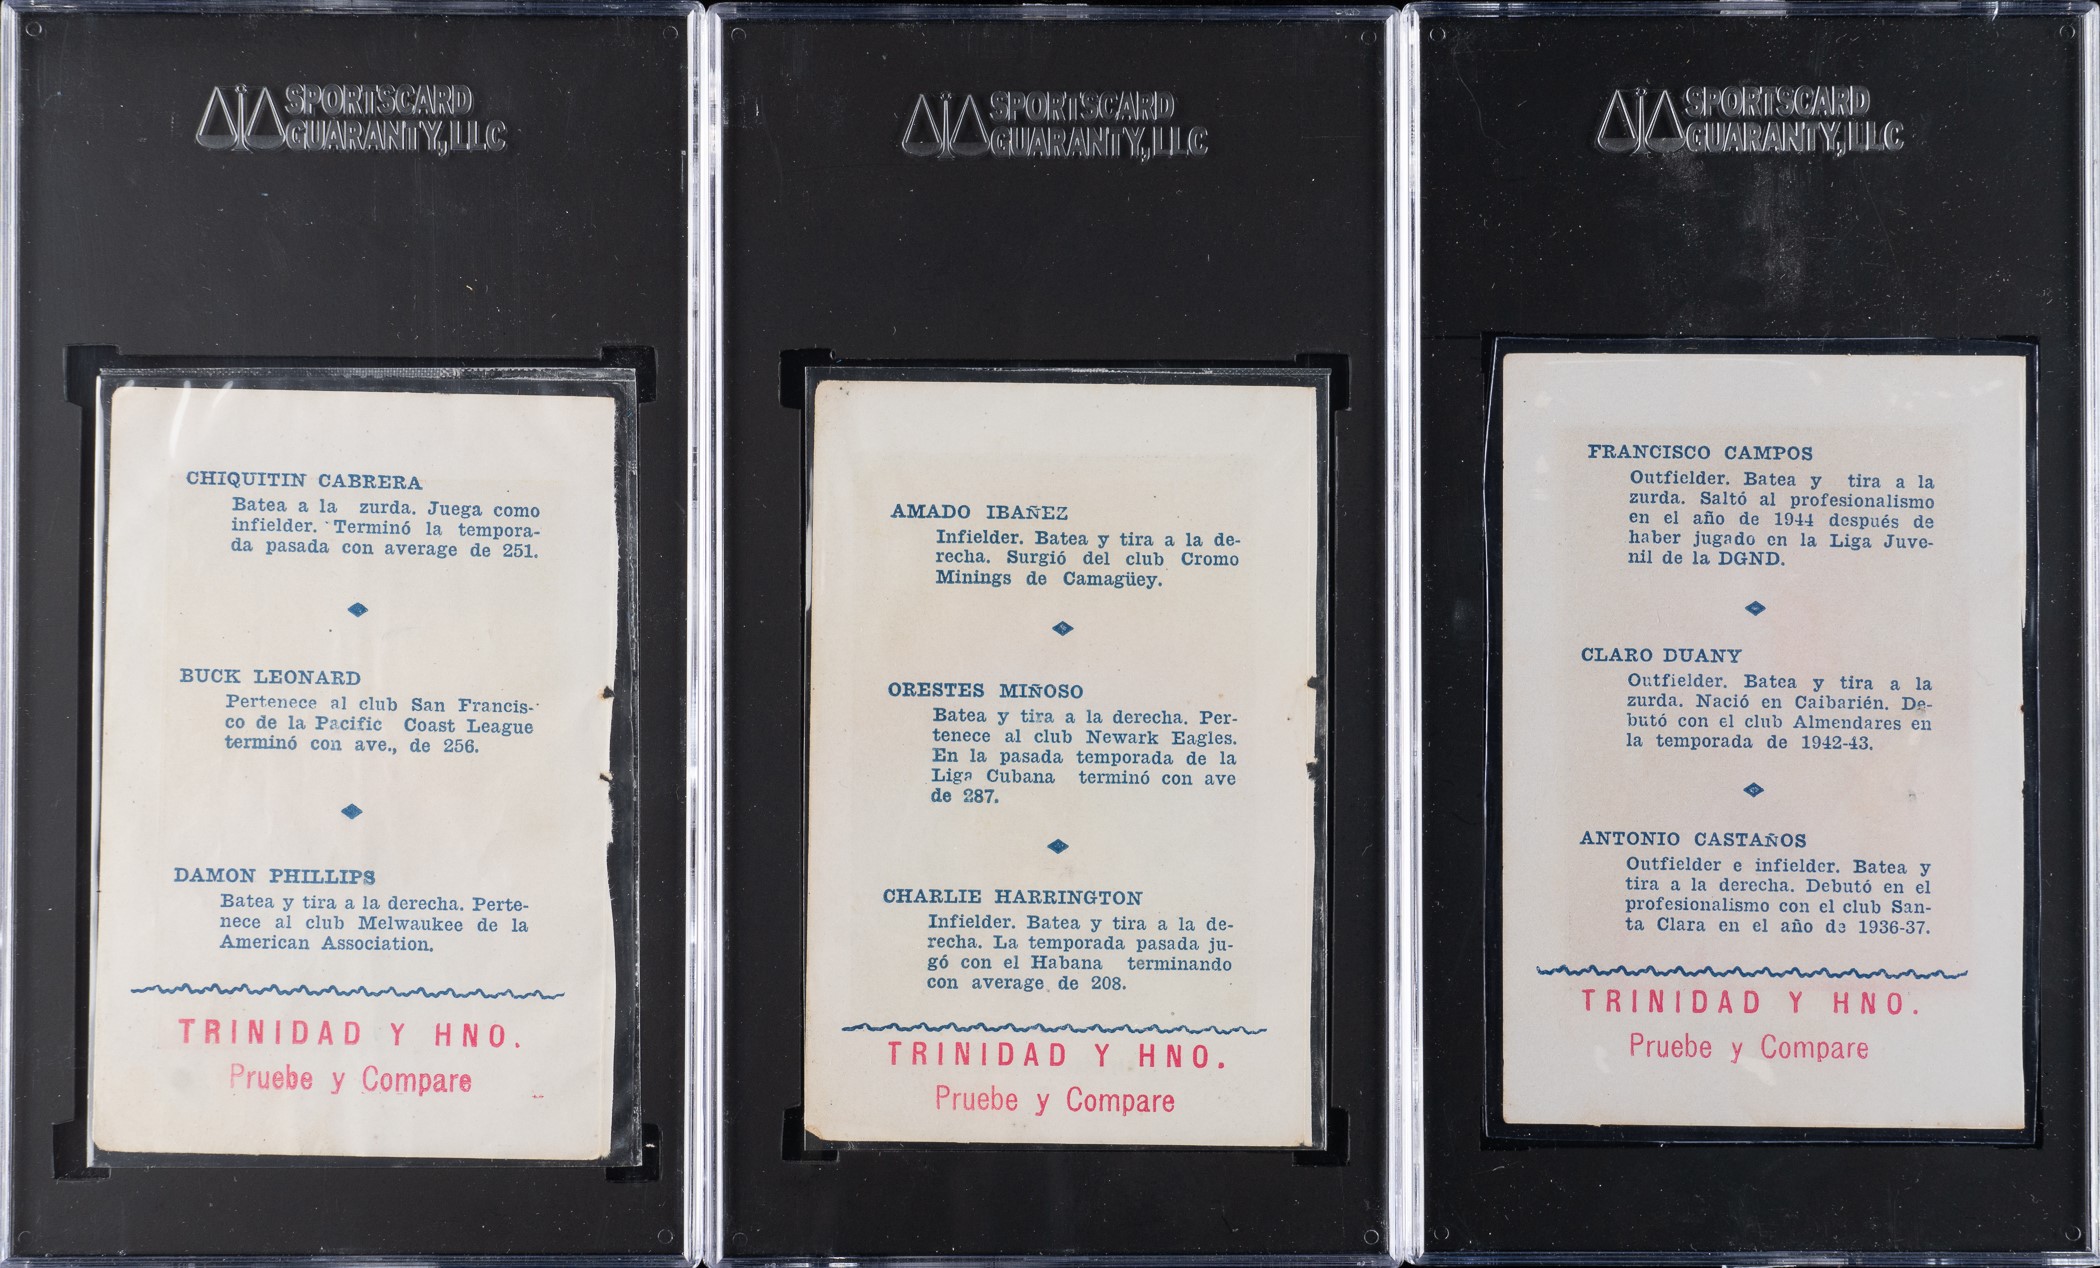 SPORTSCARD
GUARANTY, LLC
CHIQUITIN CABRERA
Batea a la zurda. Juega como
infielder. Terminó la tempora-
da pasada con average de 251.
BUCK LEONARD
Pertenece al club San Francis-
co de la Pacific Coast League
terminó con ave., de 256.
DAMON PHILLIPS
Batea y tira a la derecha. Perte-
nece al club Melwaukee de la
American Association.
TRINIDAD Y HNO.
Pruebe y Compare
SPORTSCARD
GUARANTY, LLC
AMADO IBAÑEZ
Infielder. Batea y tira a la de-
recha. Surgió del club Cromo
Minings de Camagüey.
ORESTES MIÑOSO
Batea y tira a la derecha. Per-
tenece al club Newark Eagles.
En la pasada temporada de la
Liga Cubana terminó con ave
de 287.
CHARLIE HARRINGTON
Infielder. Batea y tira a la de-
recha. La temporada pasada ju-
gó con el Habana terminando
con average de 208.
TRINIDAD Y HNO.
Pruebe y Compare
SPORTSCARD
GUARANTY, LLC
FRANCISCO CAMPOS
Outfielder. Batea y tira a la
zurda. Saltó al profesionalismo
en el año de 1944 después de
haber jugado en la Liga Juve-
nil de la DGND.
CLARO DUANY
Outfielder. Batea y tira a la
zurda. Nació en Caibarién. De-
butó con el club Almendares en
la temporada de 1942-43.
ANTONIO CASTAÑOS
Outfielder e infielder. Batea y
tira a la derecha. Debutó en el
profesionalismo con el club San-
ta Clara en el año de 1936-37.
TRINIDAD Y HNO.
Pruebe y Compare